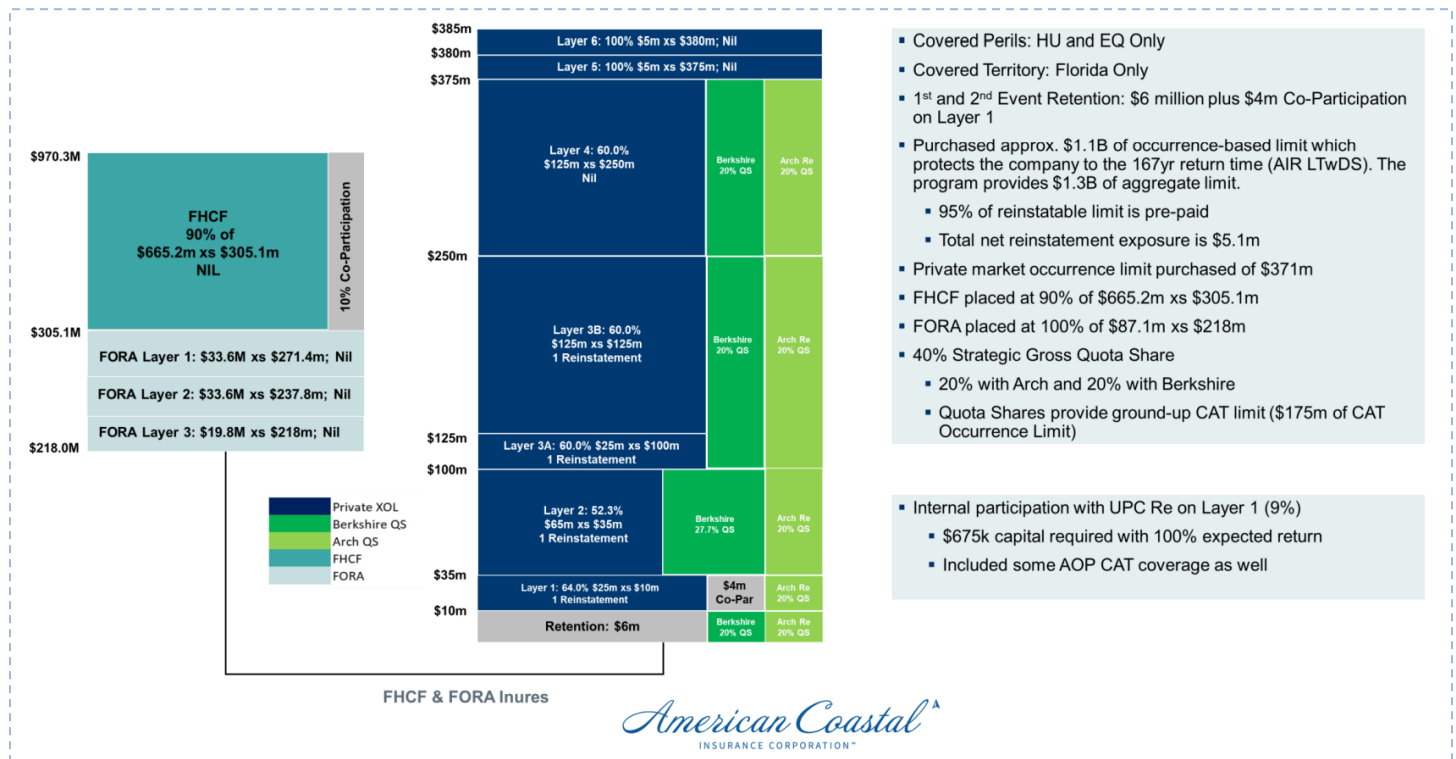 $970.3M
FHCF
90% of
$665.2m xs $305.1m
NIL
10% Co-Participation
$305.1M
FORA Layer 1: $33.6M xs $271.4m; Nil
FORA Layer 2: $33.6M xs $237.8m; Nil
FORA Layer 3: $19.8M xs $218m; Nil
$218.0M
Private XOL
Berkshire QS
Arch QS
FHCF
FORA
$385m
Layer 6: 100% $5m xs $380m; Nil
$380m
Layer 5: 100% $5m xs $375m; Nil
$375m
Layer 4: 60.0%
$125m xs $250m
Nil
Berkshire
20% QS
Arch Re
20% QS
$250m
Layer 3B: 60.0%
$125m xs $125m
1 Reinstatement
Berkshire
20% QS
Arch Re
20% QS
$125m
Layer 3A: 60.0% $25m xs $100m
1 Reinstatement
$100m
Layer 2: 52.3%
$65m xs $35m
1 Reinstatement
Berkshire
27.7% QS
Arch Re
20% QS
$35m
Layer 1: 64.0% $25m xs $10m
1 Reinstatement
$4m
Co-Par
Arch Re
20% QS
$10m
Retention: $6m
Berkshire
20% QS
Arch Re
20% QS
FHCF & FORA Inures
▪ Covered Perils: HU and EQ Only
▪ Covered Territory: Florida Only
▪ 1st and 2nd Event Retention: $6 million plus $4m Co-Participation
on Layer 1
▪ Purchased approx. $1.1B of occurrence-based limit which
protects the company to the 167yr return time (AIR LTwDS). The
program provides $1.3B of aggregate limit.
▪ 95% of reinstatable limit is pre-paid
▪ Total net reinstatement exposure is $5.1m
▪ Private market occurrence limit purchased of $371m
▪ FHCF placed at 90% of $665.2m xs $305.1m
▪ FORA placed at 100% of $87.1m xs $218m
▪ 40% Strategic Gross Quota Share
▪ 20% with Arch and 20% with Berkshire
▪ Quota Shares provide ground-up CAT limit ($175m of CAT
Occurrence Limit)
▪ Internal participation with UPC Re on Layer 1 (9%)
▪ $675k capital required with 100% expected return
▪ Included some AOP CAT coverage as well
American Coastal
INSURANCE CORPORATION™